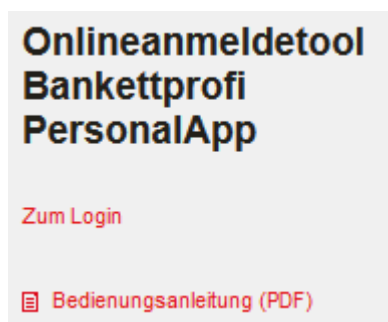 Onlineanmeldetool
Bankettprofi
PersonalApp
Zum Login
Bedienungsanleitung (PDF)